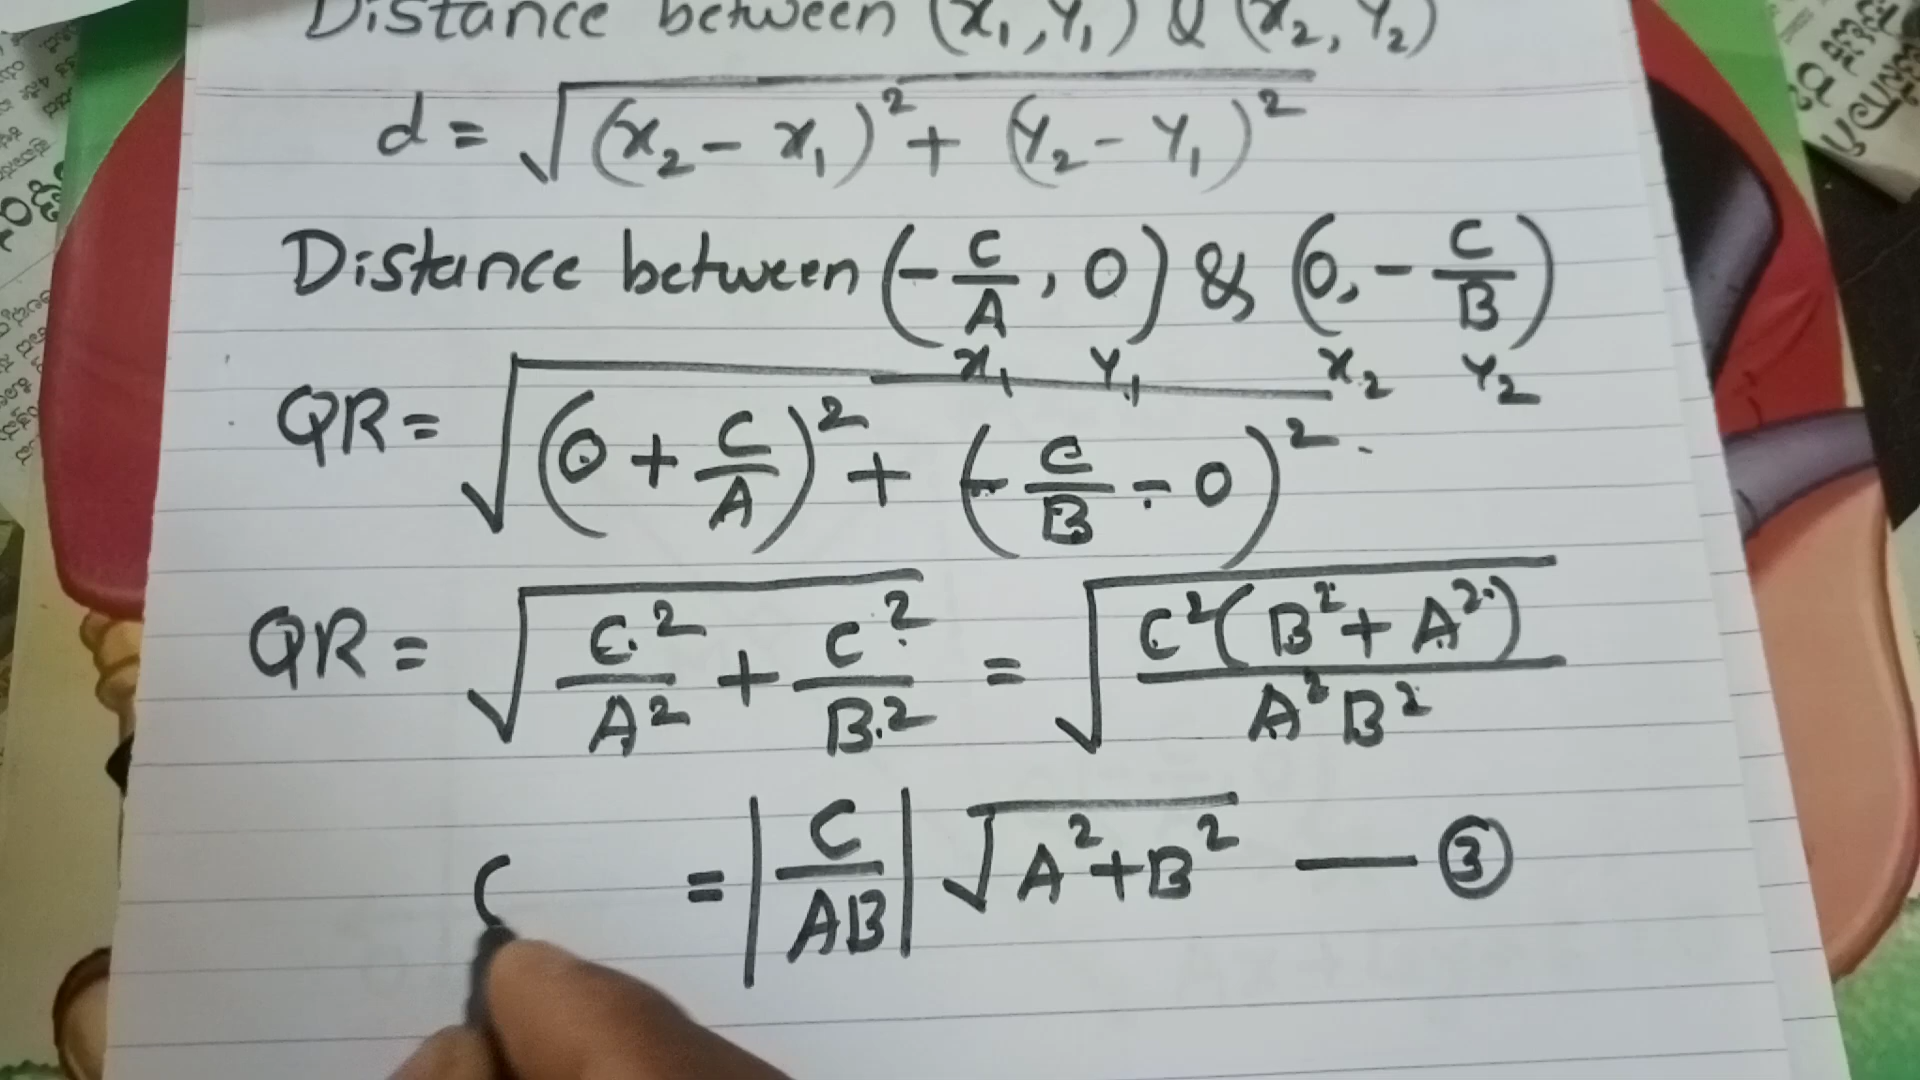 Distance between (x₁, y₁) & (x₂, y₂)
d = √((x₂ - x₁)² + (y₂ - y₁)²)
Distance between (-C/A, 0) & (0, -C/B)
x₁ y₁ x₂ y₂
QR = √((0 + C/A)² + (-C/B - 0)²)
QR = √(C²/A² + C²/B²) = √(C²(B² + A²)/A²B²)
= |C/AB| √(A² + B²) — ③